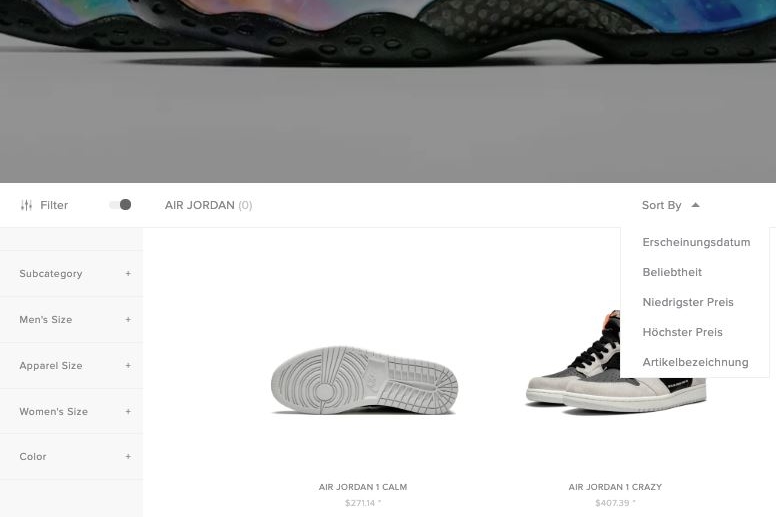 Filter
AIR JORDAN (0)
Sort By
Erscheinungsdatum
Beliebtheit
Niedrigster Preis
Höchster Preis
Artikelbezeichnung
Subcategory +
Men's Size +
Apparel Size +
Women's Size +
Color +
AIR JORDAN 1 CALM
$271.14 *
AIR JORDAN 1 CRAZY
$407.39 *